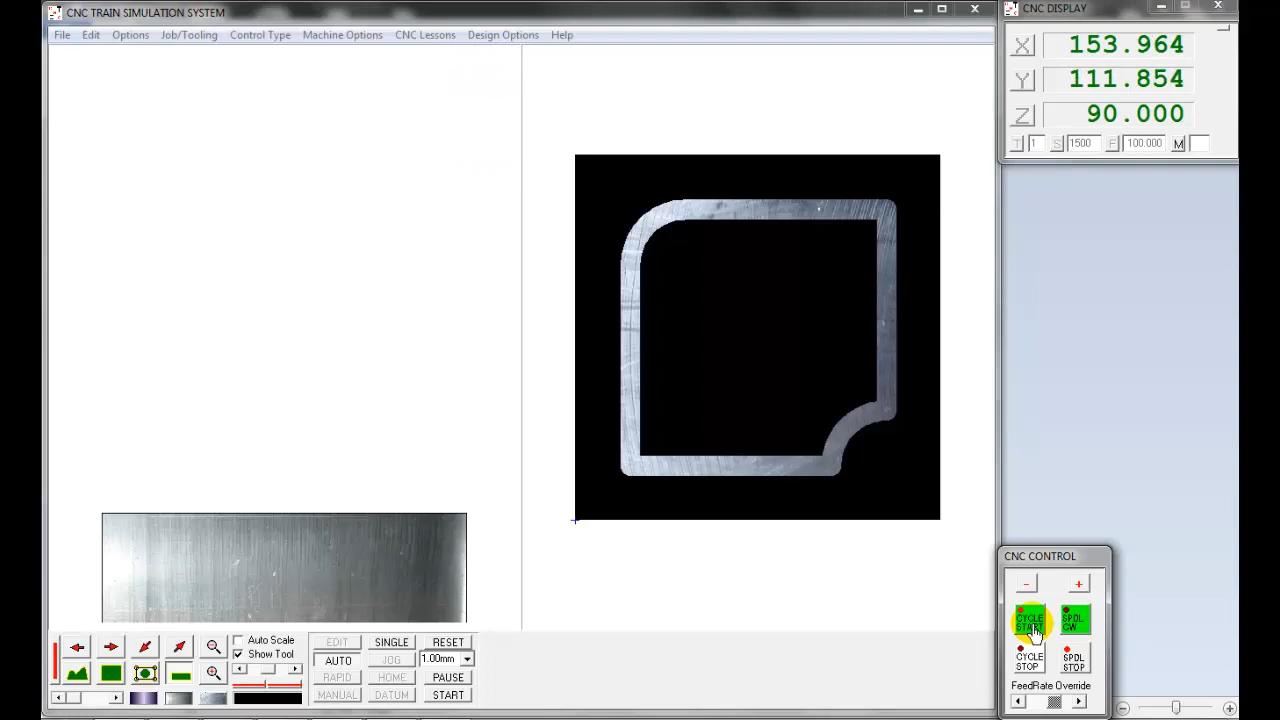 CNC TRAIN SIMULATION SYSTEM
File Edit Options Job/Tooling Control Type Machine Options CNC Lessons Design Options Help
CNC DISPLAY
X 153.964
Y 111.854
Z 90.000
T 1 S 1500 F 100.000 M
CNC CONTROL
- +
CYCLE START
SPDL CW
CYCLE STOP
SPDL STOP
FeedRate Override
Auto Scale
Show Tool
EDIT SINGLE RESET
AUTO JOG 1.00mm
RAPID HOME PAUSE
MANUAL DATUM START